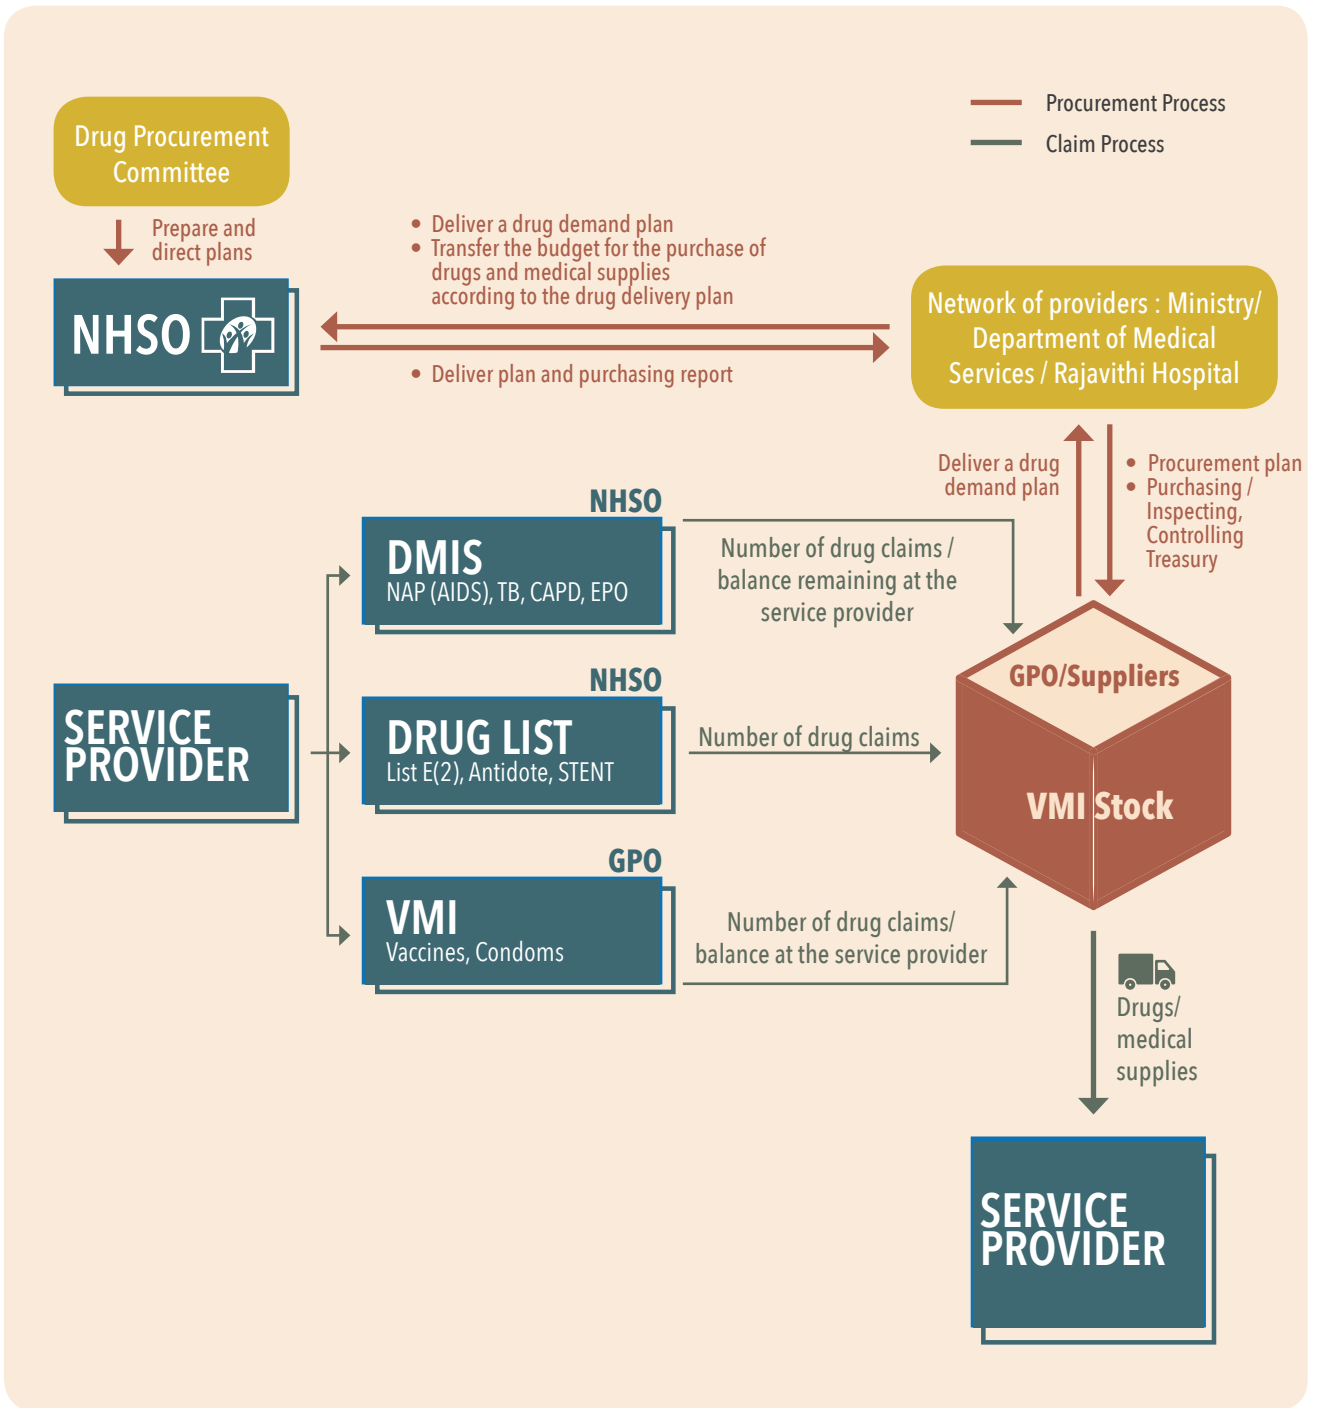 Procurement Process
Claim Process
Drug Procurement
Committee
Prepare and
direct plans
NHSO
• Deliver a drug demand plan
• Transfer the budget for the purchase of
drugs and medical supplies
according to the drug delivery plan
• Deliver plan and purchasing report
Network of providers : Ministry/
Department of Medical
Services / Rajavithi Hospital
Deliver a drug
demand plan
• Procurement plan
• Purchasing /
Inspecting,
Controlling
Treasury
SERVICE
PROVIDER
NHSO
DMIS
NAP (AIDS), TB, CAPD, EPO
Number of drug claims /
balance remaining at the
service provider
NHSO
DRUG LIST
List E(2), Antidote, STENT
Number of drug claims
GPO
VMI
Vaccines, Condoms
Number of drug claims/
balance at the service provider
GPO/Suppliers
VMI Stock
Drugs/
medical
supplies
SERVICE
PROVIDER